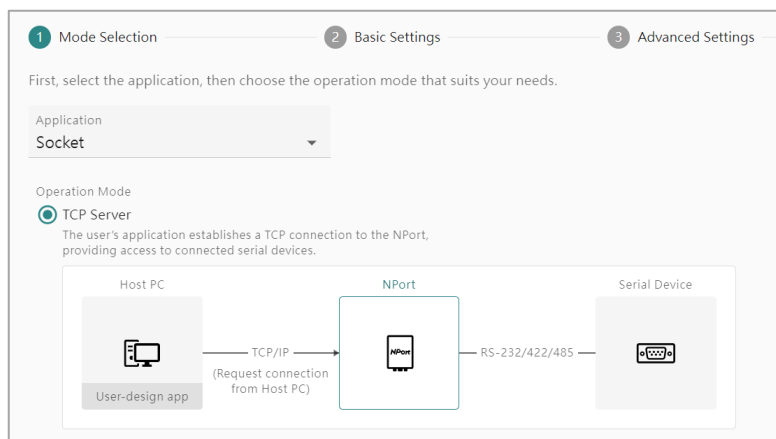 1 Mode Selection
2 Basic Settings
3 Advanced Settings
First, select the application, then choose the operation mode that suits your needs.
Application
Socket
Operation Mode
TCP Server
The user's application establishes a TCP connection to the NPort,
providing access to connected serial devices.
Host PC
NPort
Serial Device
NPort
TCP/IP
RS-232/422/485
(Request connection
from Host PC)
User-design app